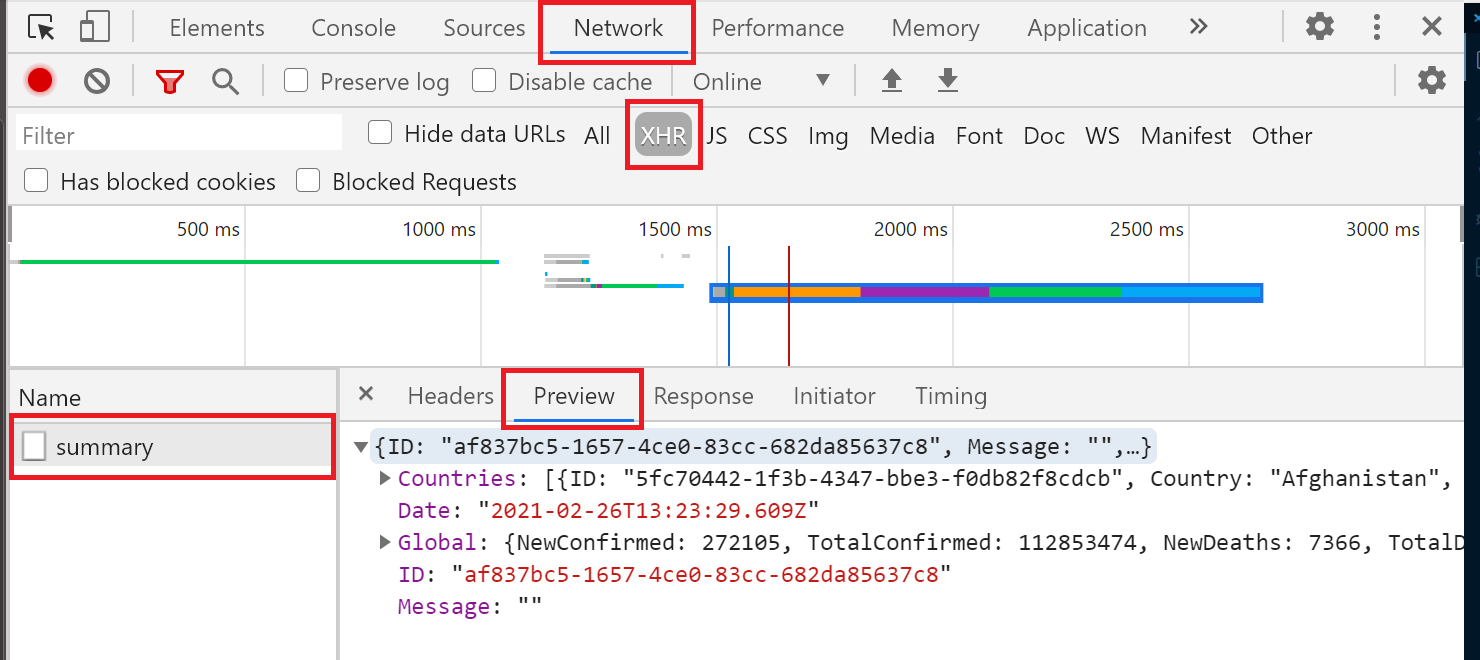 Elements Console Sources Network Performance Memory Application »
Preserve log Disable cache Online ▼
Filter Hide data URLs All XHR JS CSS Img Media Font Doc WS Manifest Other
Has blocked cookies Blocked Requests
500 ms 1000 ms 1500 ms 2000 ms 2500 ms 3000 ms
Name × Headers Preview Response Initiator Timing
summary
▼{ID: "af837bc5-1657-4ce0-83cc-682da85637c8", Message: "",…}
▶Countries: [{ID: "5fc70442-1f3b-4347-bbe3-f0db82f8cdcb", Country: "Afghanistan",
Date: "2021-02-26T13:23:29.609Z"
▶Global: {NewConfirmed: 272105, TotalConfirmed: 112853474, NewDeaths: 7366, TotalD
ID: "af837bc5-1657-4ce0-83cc-682da85637c8"
Message: ""